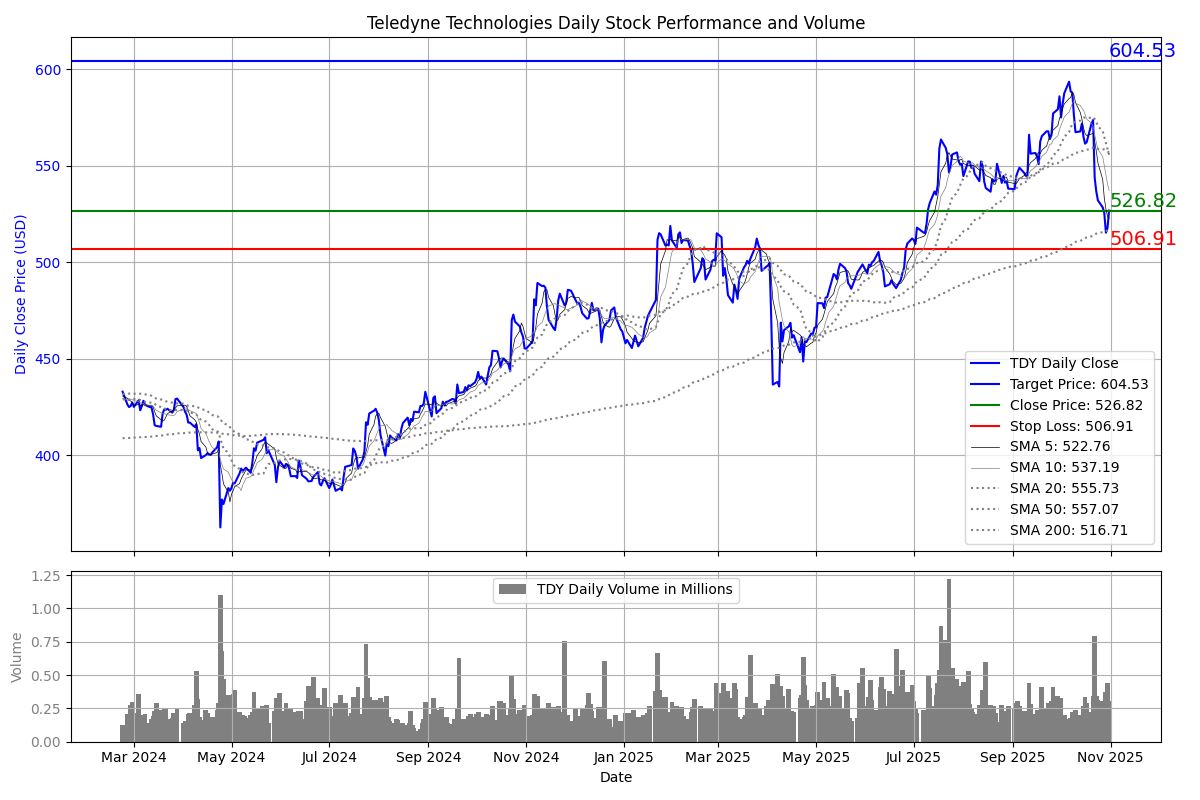 Teledyne Technologies Daily Stock Performance and Volume
604.53
600
550
526.82
506.91
500
450
400
Daily Close Price (USD)
TDY Daily Close
Target Price: 604.53
Close Price: 526.82
Stop Loss: 506.91
SMA 5: 522.76
SMA 10: 537.19
SMA 20: 555.73
SMA 50: 557.07
SMA 200: 516.71
1.25
1.00
0.75
0.50
0.25
0.00
Volume
TDY Daily Volume in Millions
Mar 2024 May 2024 Jul 2024 Sep 2024 Nov 2024 Jan 2025 Mar 2025 May 2025 Jul 2025 Sep 2025 Nov 2025
Date